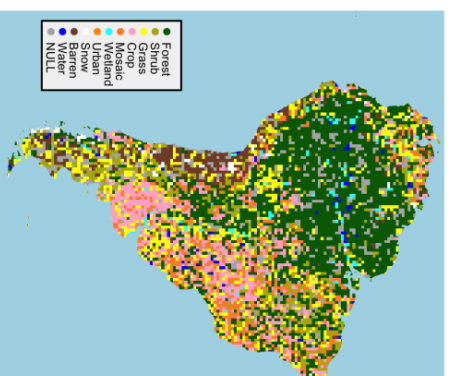 Forest
Shrub
Grass
Crop
Mosaic
Wetland
Urban
Snow
Barren
Water
NULL